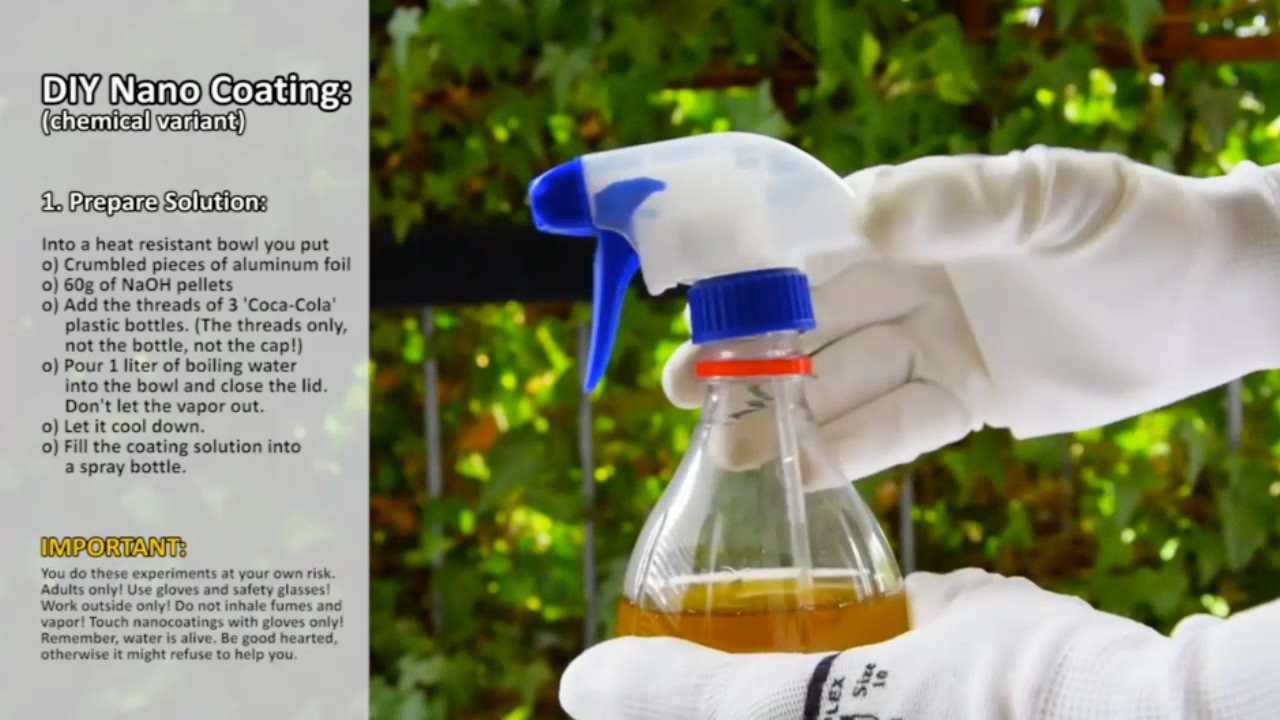 DIY Nano Coating:
(chemical variant)
1. Prepare Solution:
Into a heat resistant bowl you put
o) Crumbled pieces of aluminum foil
o) 60g of NaOH pellets
o) Add the threads of 3 'Coca-Cola'
plastic bottles. (The threads only,
not the bottle, not the cap!)
o) Pour 1 liter of boiling water
into the bowl and close the lid.
Don't let the vapor out.
o) Let it cool down.
o) Fill the coating solution into
a spray bottle.
IMPORTANT:
You do these experiments at your own risk.
Adults only! Use gloves and safety glasses!
Work outside only! Do not inhale fumes and
vapor! Touch nanocoatings with gloves only!
Remember, water is alive. Be good hearted,
otherwise it might refuse to help you.
Size
10